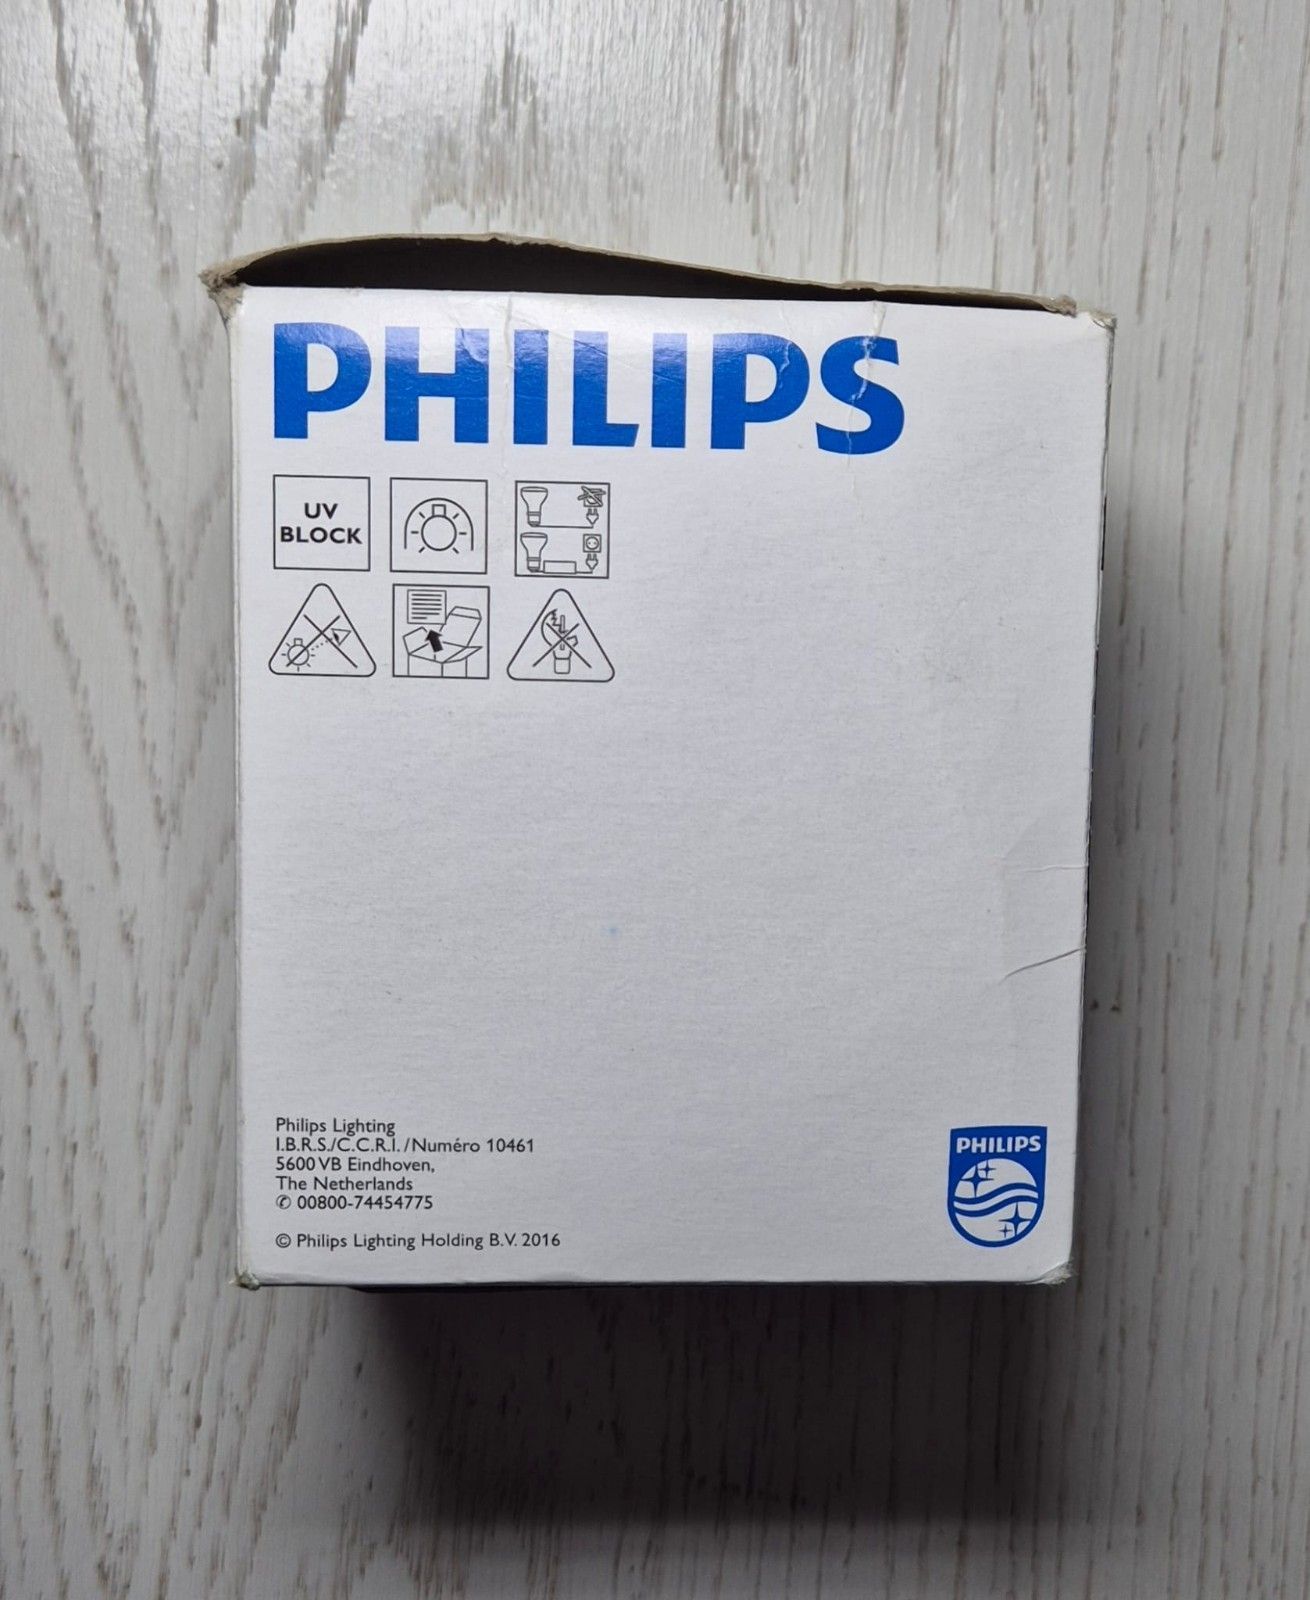 PHILIPS
UV
BLOCK
Philips Lighting
I.B.R.S./C.C.R.I. /Numéro 10461
5600 VB Eindhoven,
The Netherlands
✆ 00800-74454775
© Philips Lighting Holding B.V. 2016
PHILIPS